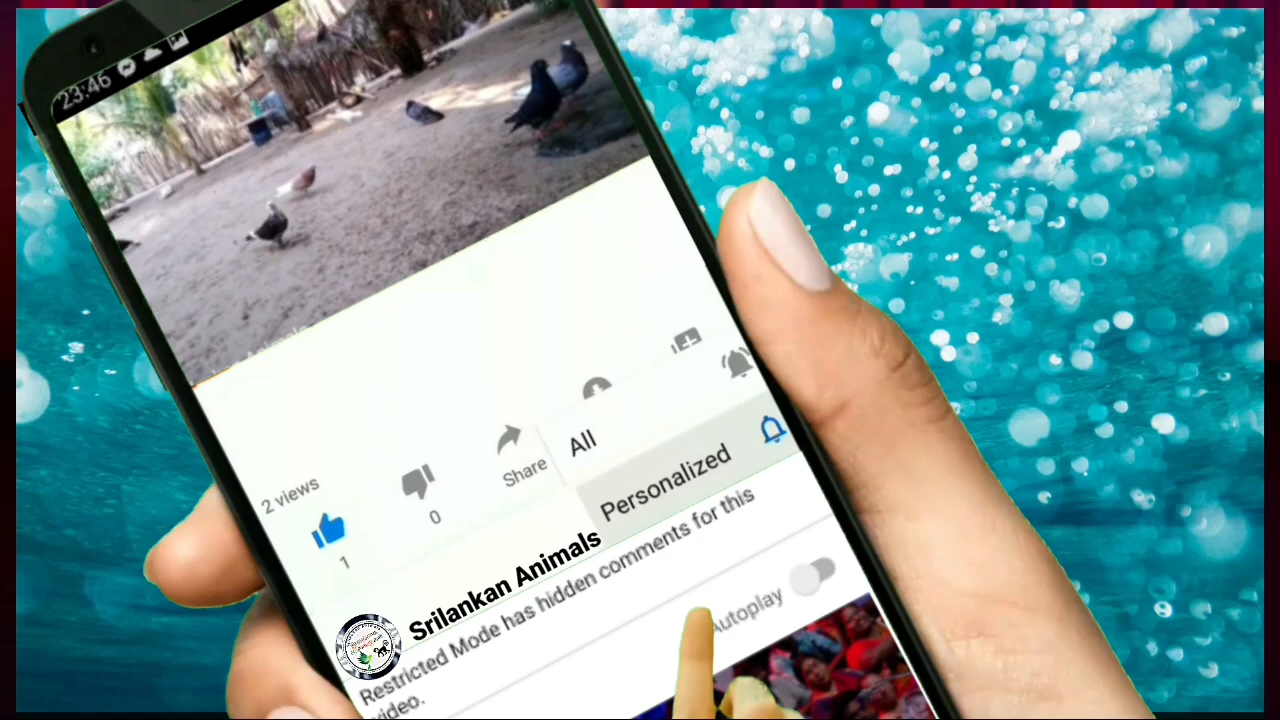 23:46
2 views
1
0
Share
All
Personalized
Srilankan Animals
Restricted Mode has hidden comments for this
video.
Autoplay